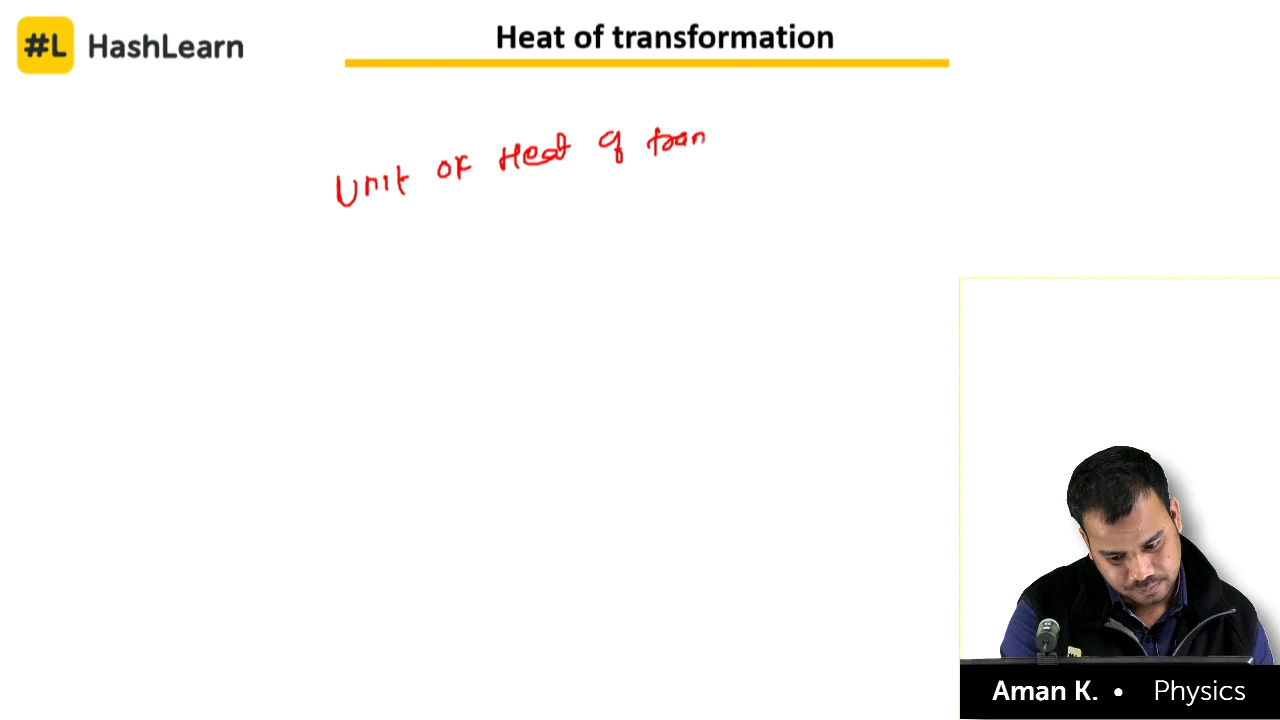 #L HashLearn
Heat of transformation
Unit of Heat of tran
Aman K. • Physics